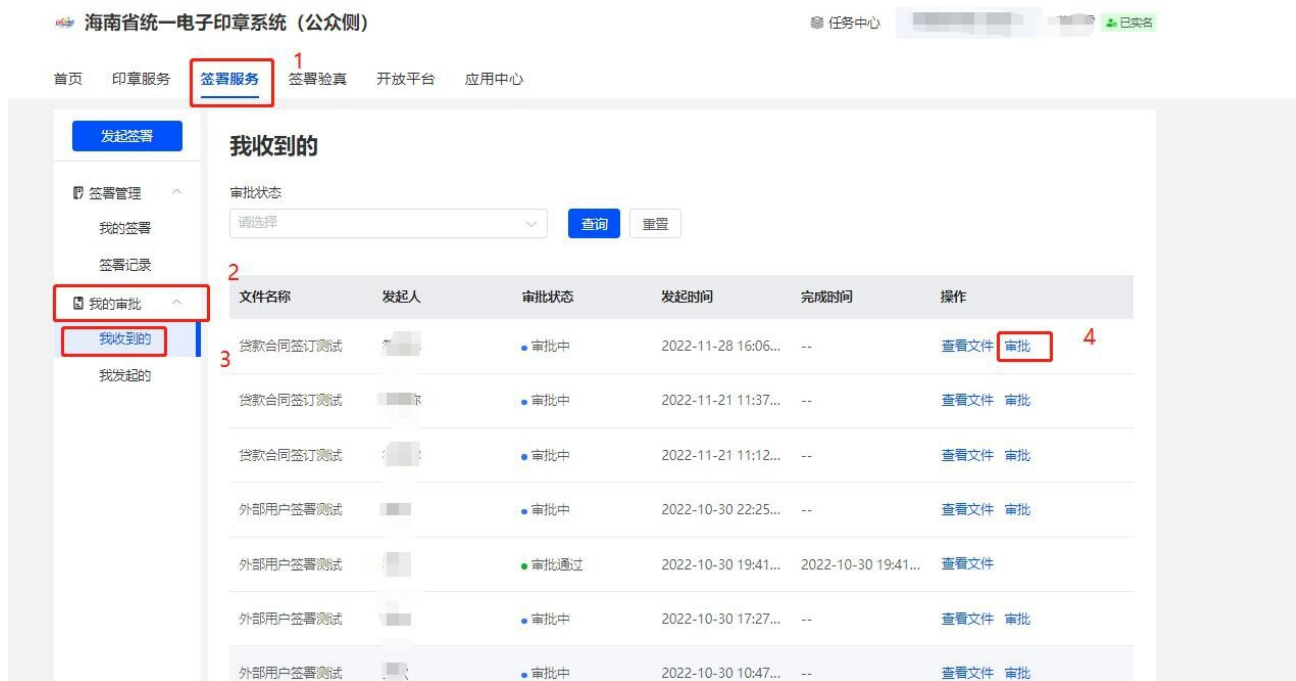 海南省统一电子印章系统（公众侧）
任务中心
已实名
1
首页 印章服务 签署服务 签署验真 开放平台 应用中心
发起签署
我收到的
签署管理
审批状态
请选择 查询 重置
我的签署
签署记录
2
我的审批
文件名称 发起人 审批状态 发起时间 完成时间 操作
我收到的
3
4
贷款合同签订测试 审批中 2022-11-28 16:06... -- 查看文件 审批
我发起的
贷款合同签订测试 审批中 2022-11-21 11:37... -- 查看文件 审批
贷款合同签订测试 审批中 2022-11-21 11:12... -- 查看文件 审批
外部用户签署测试 审批中 2022-10-30 22:25... -- 查看文件 审批
外部用户签署测试 审批通过 2022-10-30 19:41... 2022-10-30 19:41... 查看文件
外部用户签署测试 审批中 2022-10-30 17:27... -- 查看文件 审批
外部用户签署测试 审批中 2022-10-30 10:47... -- 查看文件 审批